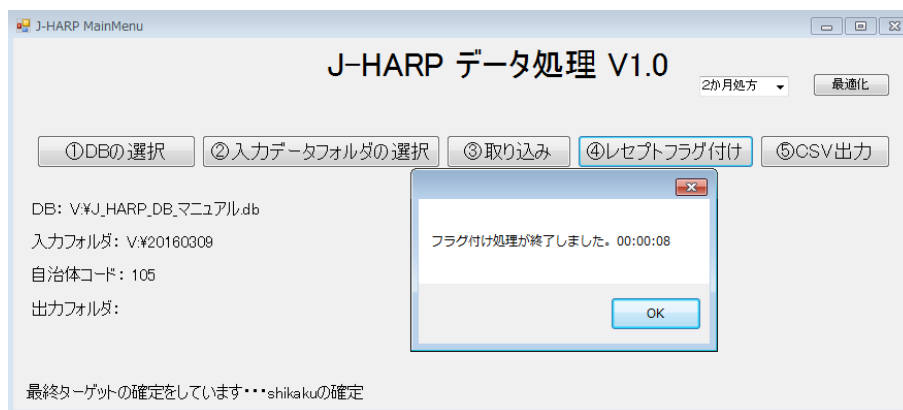 J-HARP MainMenu
J-HARP データ処理 V1.0
2か月処方
最適化
①DBの選択
②入力データフォルダの選択
③取り込み
④レセプトフラグ付け
⑤CSV出力
DB: V:¥J_HARP_DB_マニュアル.db
入力フォルダ: V:¥20160309
自治体コード: 105
出力フォルダ:
フラグ付け処理が終了しました。00:00:08
OK
最終ターゲットの確定をしています・・・shikakuの確定